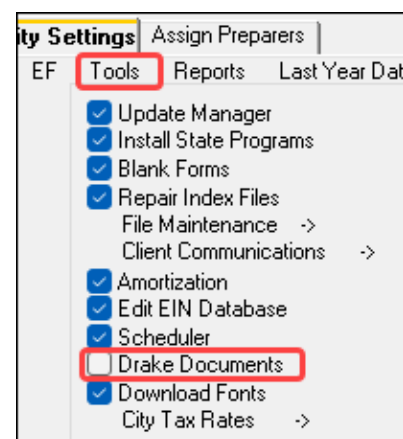 ity Settings Assign Preparers
EF Tools Reports Last Year Dat
Update Manager
Install State Programs
Blank Forms
Repair Index Files
File Maintenance ->
Client Communications ->
Amortization
Edit EIN Database
Scheduler
Drake Documents
Download Fonts
City Tax Rates ->